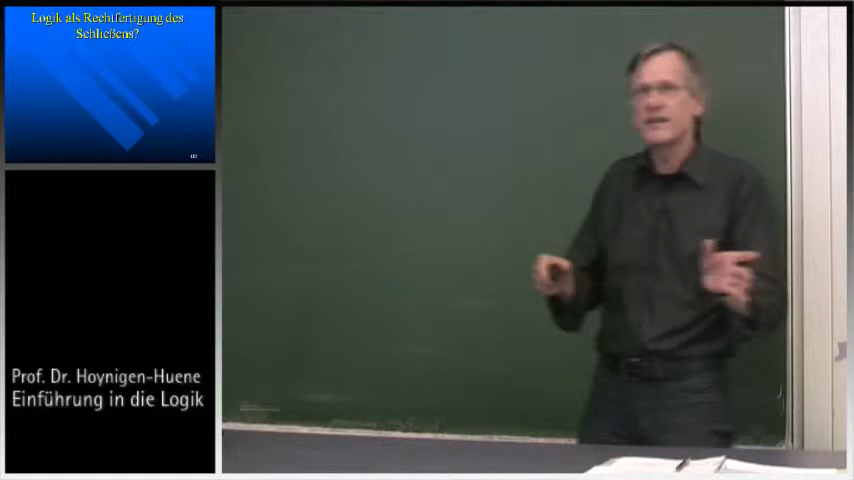 Logik als Rechtfertigung des
Schließens?
Prof. Dr. Hoynigen-Huene
Einführung in die Logik